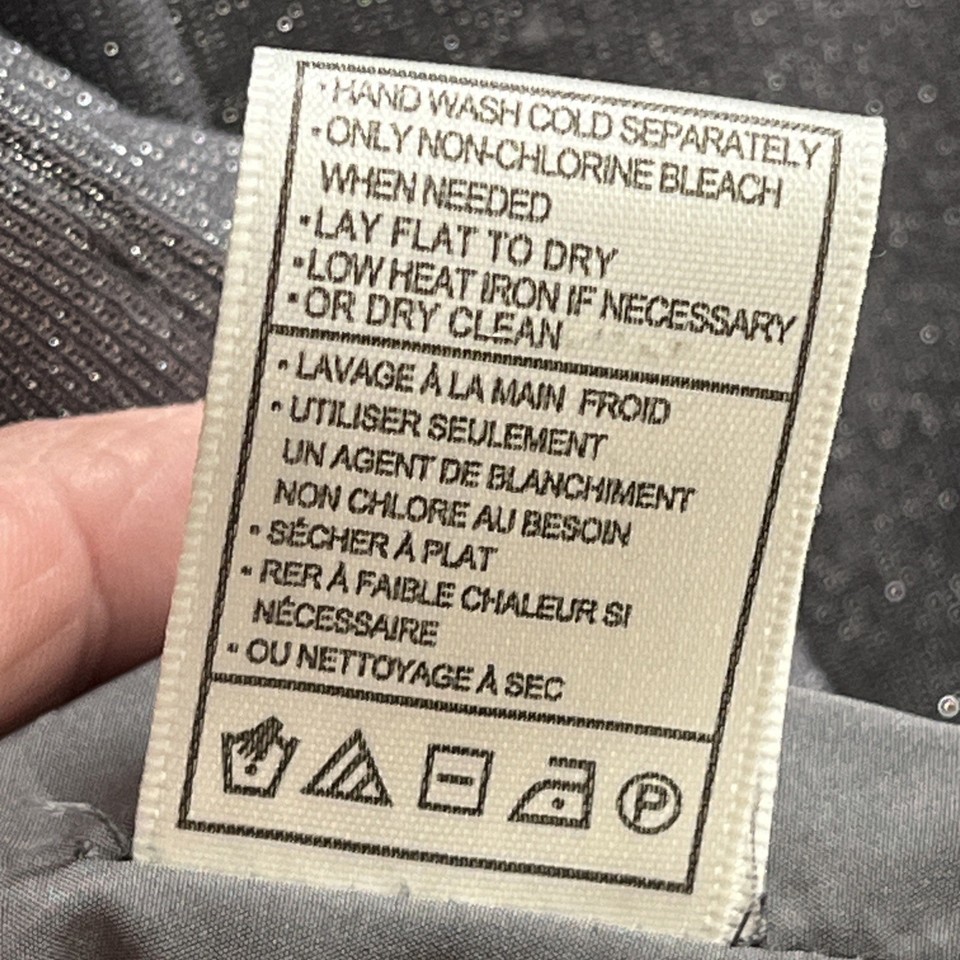 • HAND WASH COLD SEPARATELY
• ONLY NON-CHLORINE BLEACH
WHEN NEEDED
• LAY FLAT TO DRY
• LOW HEAT IRON IF NECESSARY
• OR DRY CLEAN
• LAVAGE À LA MAIN FROID
• UTILISER SEULEMENT
UN AGENT DE BLANCHIMENT
NON CHLORE AU BESOIN
• SÉCHER À PLAT
• RER À FAIBLE CHALEUR SI
NÉCESSAIRE
• OU NETTOYAGE À SEC
P